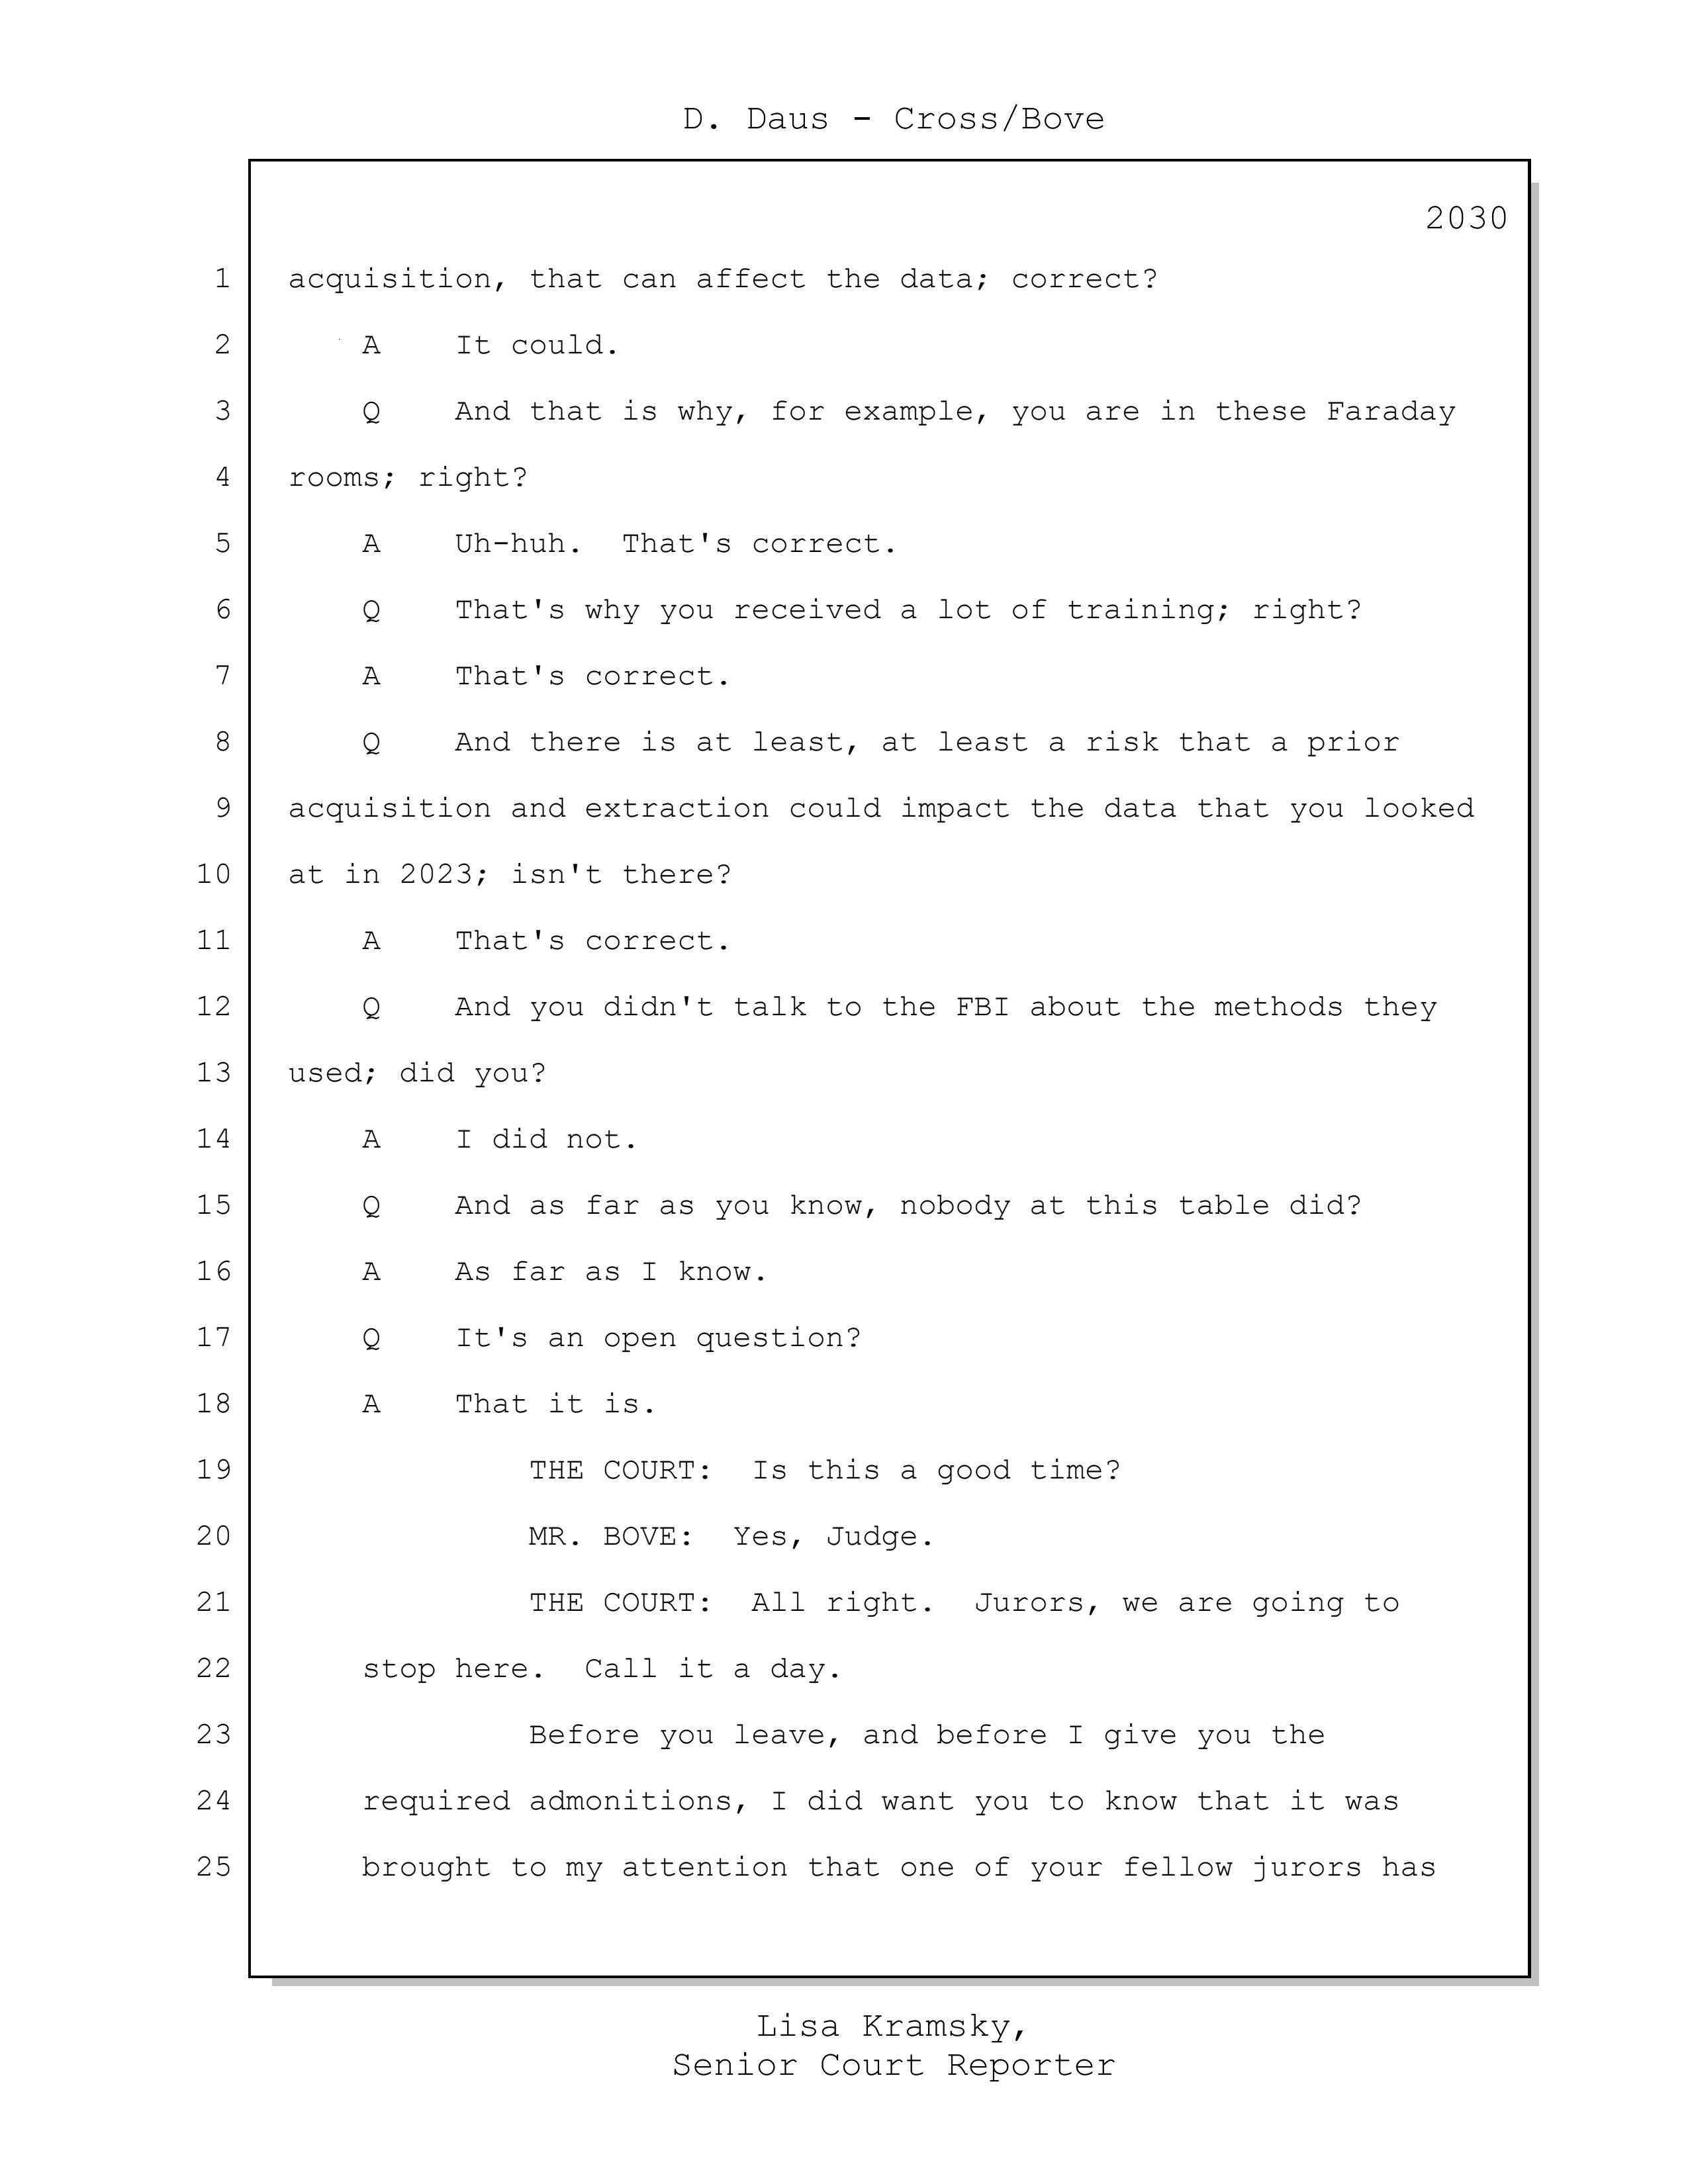 D. Daus - Cross/Bove
2030
1 acquisition, that can affect the data; correct?
2 A It could.
3 Q And that is why, for example, you are in these Faraday
4 rooms; right?
5 A Uh-huh. That's correct.
6 Q That's why you received a lot of training; right?
7 A That's correct.
8 Q And there is at least, at least a risk that a prior
9 acquisition and extraction could impact the data that you looked
10 at in 2023; isn't there?
11 A That's correct.
12 Q And you didn't talk to the FBI about the methods they
13 used; did you?
14 A I did not.
15 Q And as far as you know, nobody at this table did?
16 A As far as I know.
17 Q It's an open question?
18 A That it is.
19 THE COURT: Is this a good time?
20 MR. BOVE: Yes, Judge.
21 THE COURT: All right. Jurors, we are going to
22 stop here. Call it a day.
23 Before you leave, and before I give you the
24 required admonitions, I did want you to know that it was
25 brought to my attention that one of your fellow jurors has
Lisa Kramsky,
Senior Court Reporter